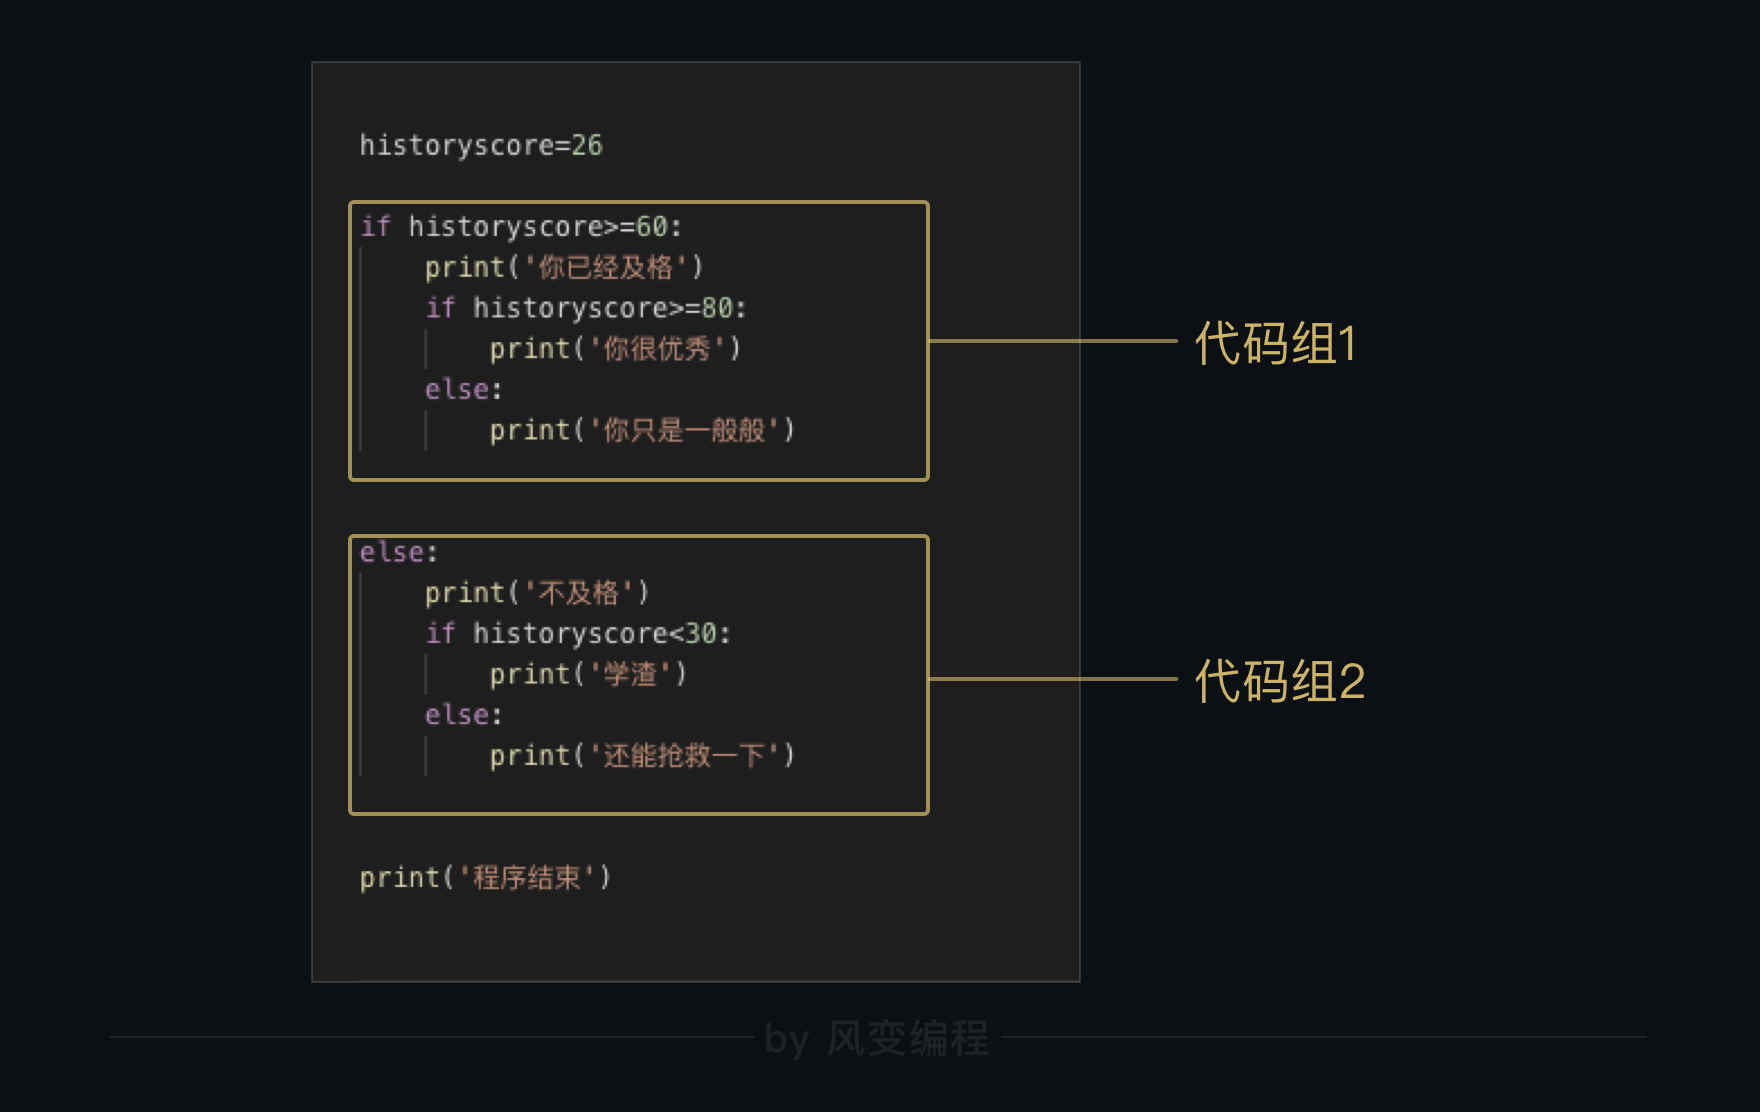 historyscore=26
if historyscore>=60:
    print('你已经及格')
    if historyscore>=80:
        print('你很优秀')
    else:
        print('你只是一般般')
代码组1
else:
    print('不及格')
    if historyscore<30:
        print('学渣')
    else:
        print('还能抢救一下')
代码组2
print('程序结束')
by 风变编程